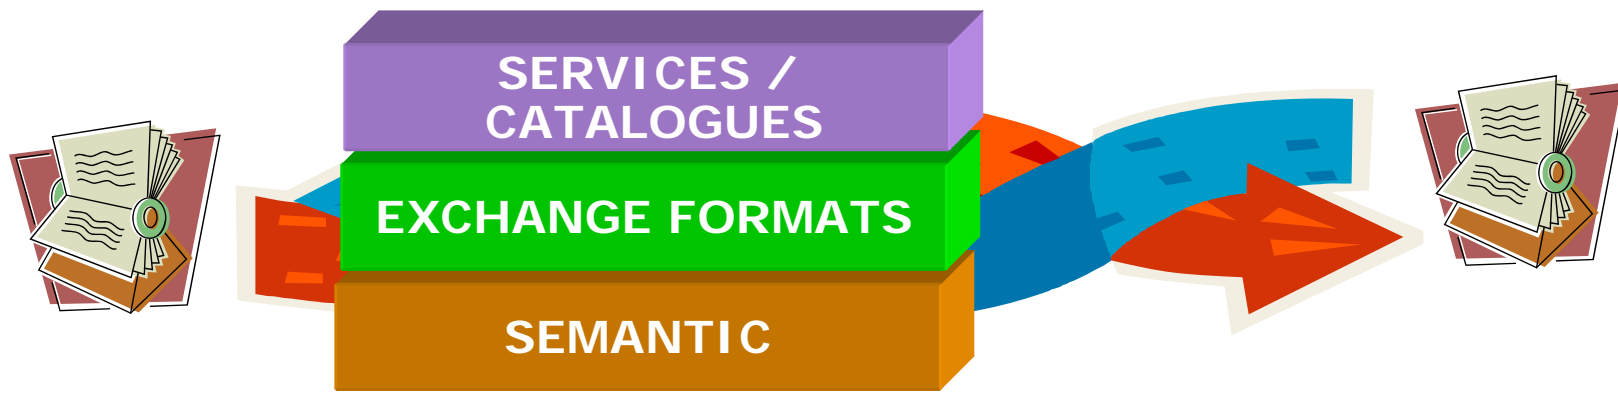 SERVICES /
CATALOGUES
EXCHANGE FORMATS
SEMANTIC